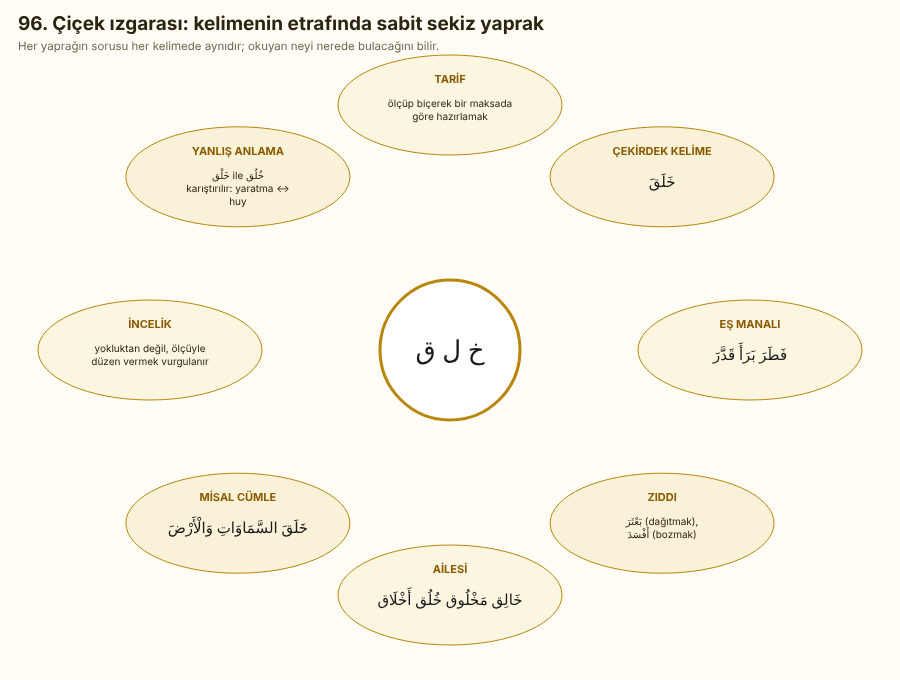 96. Çiçek ızgarası: kelimenin etrafında sabit sekiz yaprak
Her yaprağın sorusu her kelimede aynıdır; okuyan neyi nerede bulacağını bilir.
TARİF
ölçüp biçerek bir maksada
göre hazırlamak
YANLIŞ ANLAMA
خَلْق ile خُلُق
karıştırılır: yaratma ↔
huy
ÇEKİRDEK KELİME
خَلَقَ
İNCELİK
yokluktan değil, ölçüyle
düzen vermek vurgulanır
خ ل ق
EŞ MANALI
فَطَرَ بَرَأَ قَدَّرَ
MİSAL CÜMLE
خَلَقَ السَّمَاوَاتِ وَالْأَرْضَ
ZIDDI
بَعْثَرَ (dağıtmak),
أَفْسَدَ (bozmak)
AİLESİ
خَالِق مَخْلُوق خُلُق أَخْلَاق